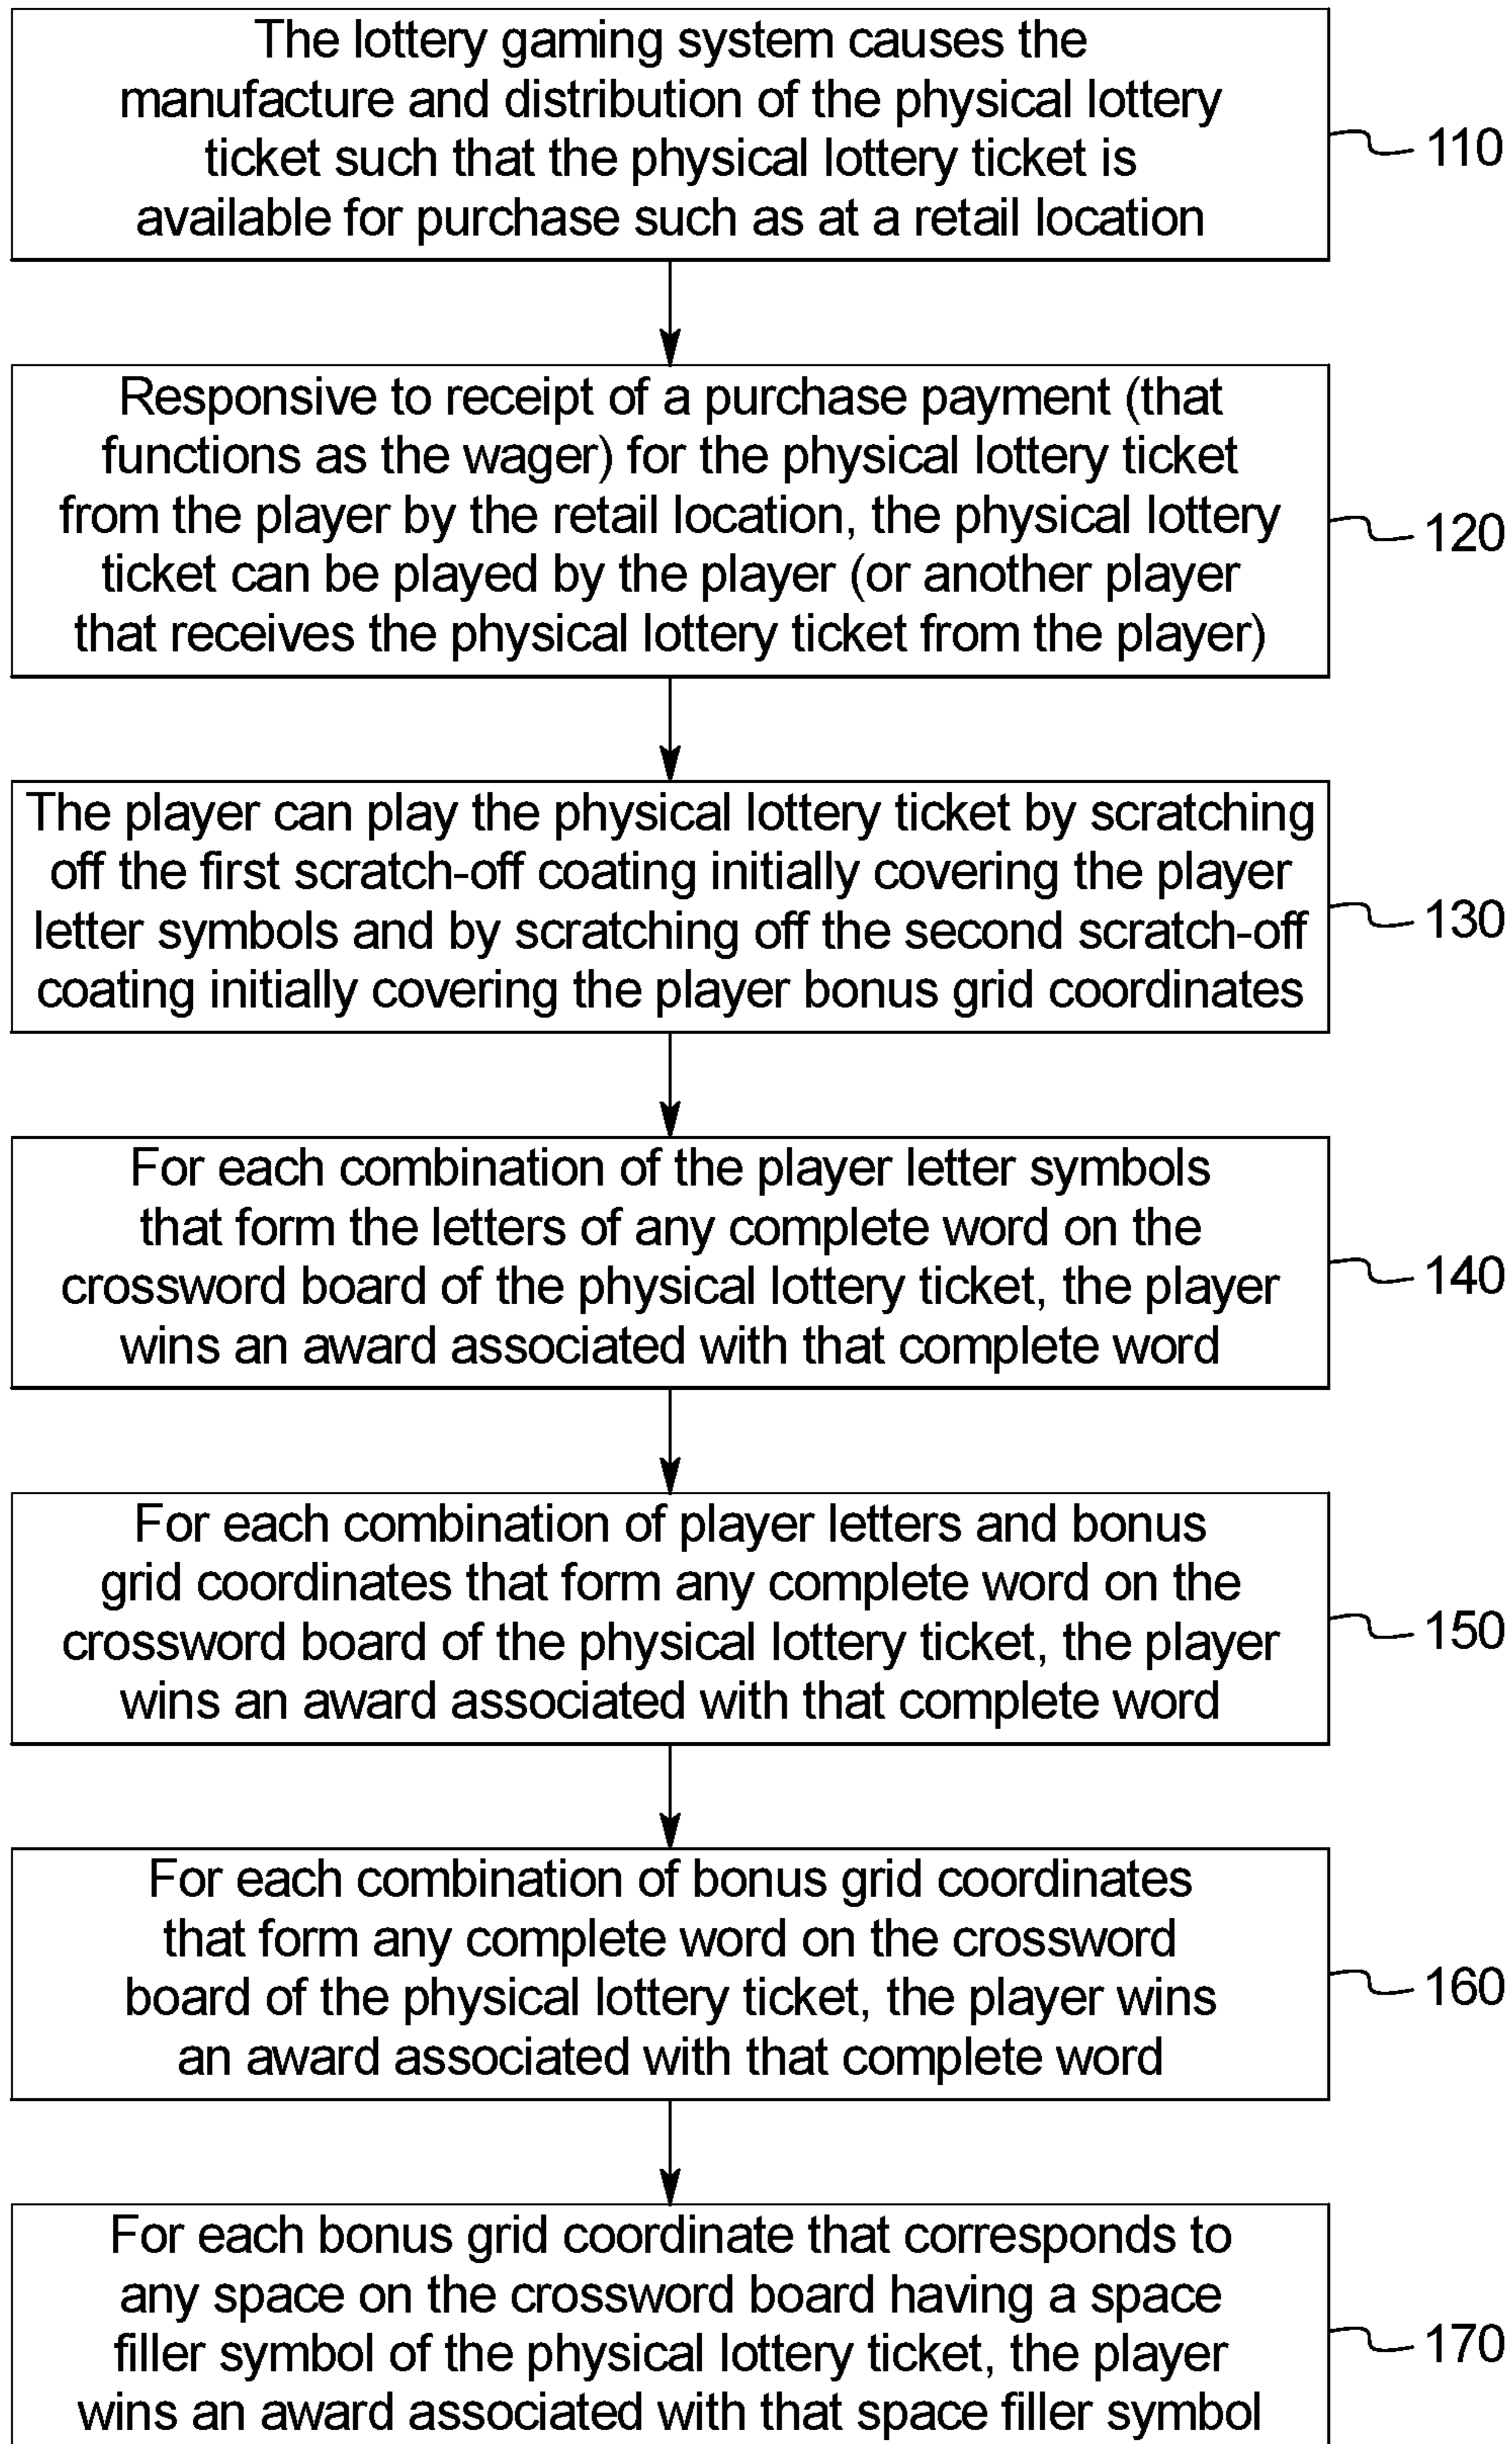 The lottery gaming system causes the
manufacture and distribution of the physical lottery
ticket such that the physical lottery ticket is
available for purchase such as at a retail location
110
Responsive to receipt of a purchase payment (that
functions as the wager) for the physical lottery ticket
from the player by the retail location, the physical lottery
ticket can be played by the player (or another player
that receives the physical lottery ticket from the player)
120
The player can play the physical lottery ticket by scratching
off the first scratch-off coating initially covering the player
letter symbols and by scratching off the second scratch-off
coating initially covering the player bonus grid coordinates
130
For each combination of the player letter symbols
that form the letters of any complete word on the
crossword board of the physical lottery ticket, the player
wins an award associated with that complete word
140
For each combination of player letters and bonus
grid coordinates that form any complete word on the
crossword board of the physical lottery ticket, the player
wins an award associated with that complete word
150
For each combination of bonus grid coordinates
that form any complete word on the crossword
board of the physical lottery ticket, the player wins
an award associated with that complete word
160
For each bonus grid coordinate that corresponds to
any space on the crossword board having a space
filler symbol of the physical lottery ticket, the player
wins an award associated with that space filler symbol
170